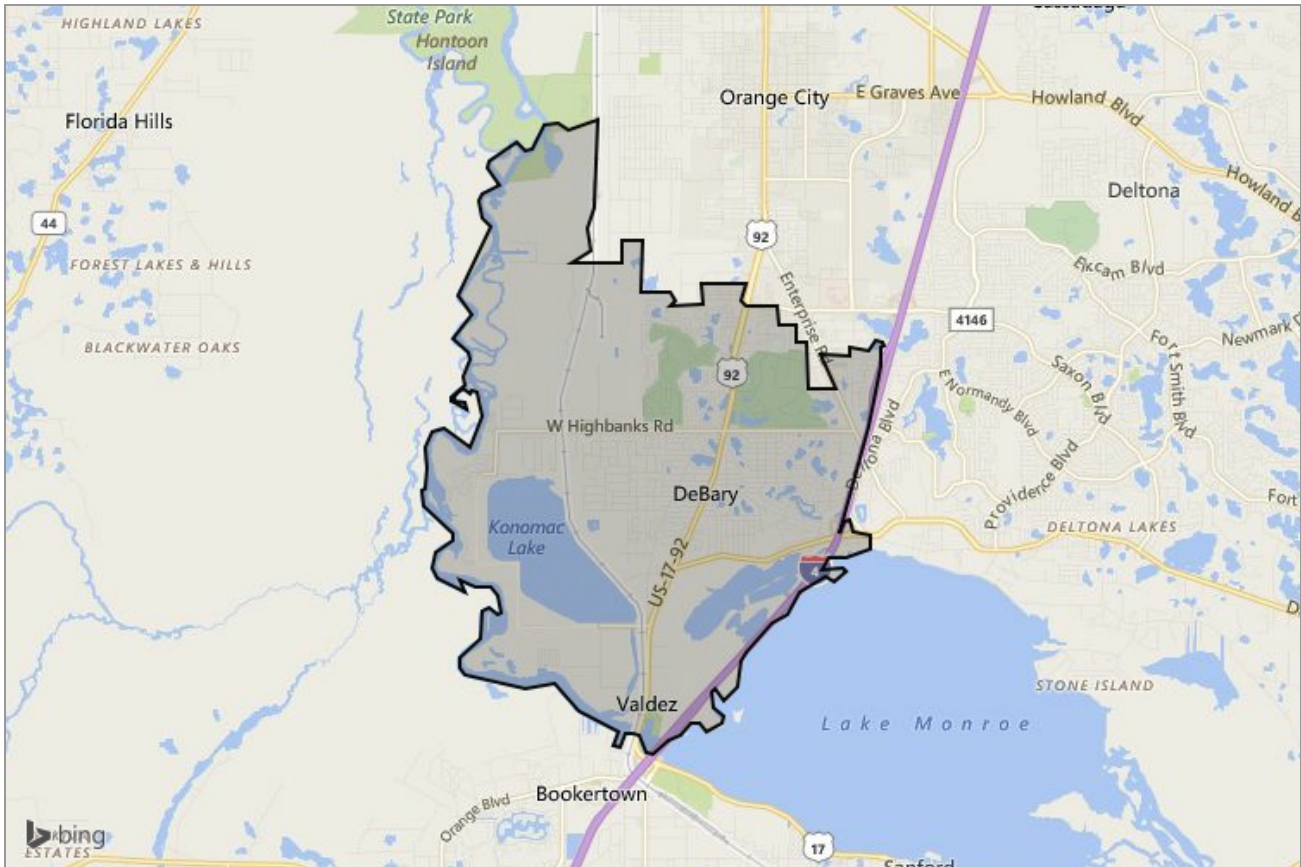 HIGHLAND LAKES
State Park
Hontoon
Island
Florida Hills
Orange City
E Graves Ave
Howland Blvd
Howland B
Deltona
44
92
FOREST LAKES & HILLS
Blvd
Enterprise Rd
4146
Newmark
BLACKWATER OAKS
92
Fort Smith Blvd
Saxon Blvd
E Normandy Blvd
W Highbanks Rd
Deltona Blvd
Providence Blvd
DeBary
Fort
Konomac
Lake
DELTONA LAKES
US-17-92
4
D
STONE ISLAND
Valdez
Lake Monroe
Bookertown
Orange Blvd
bing
ESTATES
17
Sanford